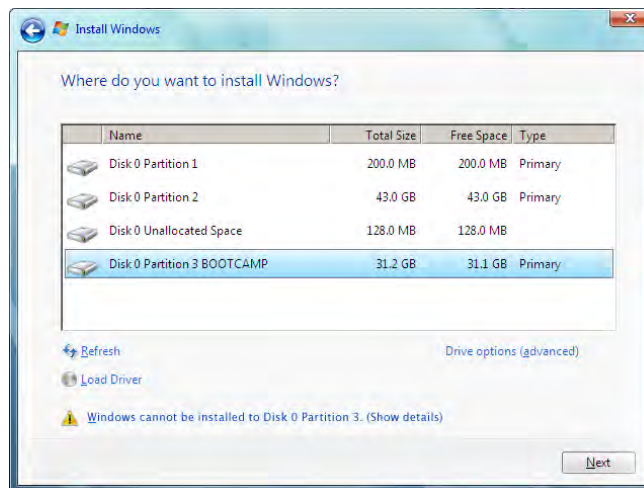 Install Windows
Where do you want to install Windows?
Name Total Size Free Space Type
Disk 0 Partition 1 200.0 MB 200.0 MB Primary
Disk 0 Partition 2 43.0 GB 43.0 GB Primary
Disk 0 Unallocated Space 128.0 MB 128.0 MB
Disk 0 Partition 3 BOOTCAMP 31.2 GB 31.1 GB Primary
Refresh Drive options (advanced)
Load Driver
Windows cannot be installed to Disk 0 Partition 3. (Show details)
Next